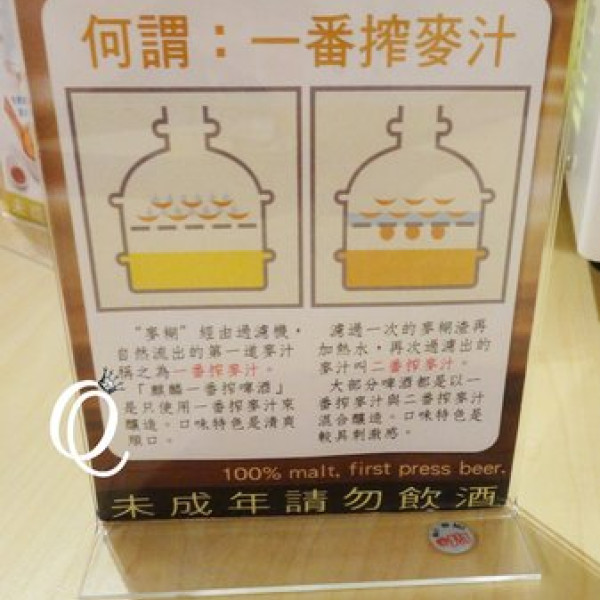 何謂：一番搾麥汁
"麥糊"經由過濾機，
自然流出的第一道麥汁
稱之為一番搾麥汁。
「麒麟一番搾啤酒」
是只使用一番搾麥汁來
釀造。口味特色是清爽
順口。
濾過一次的麥糊渣再
加熱水，再次過濾出的
麥汁叫二番搾麥汁。
大部分啤酒都是以一
番搾麥汁與二番搾麥汁
混合釀造。口味特色是
較具刺激感。
Q
100% malt, first press beer.
未成年請勿飲酒